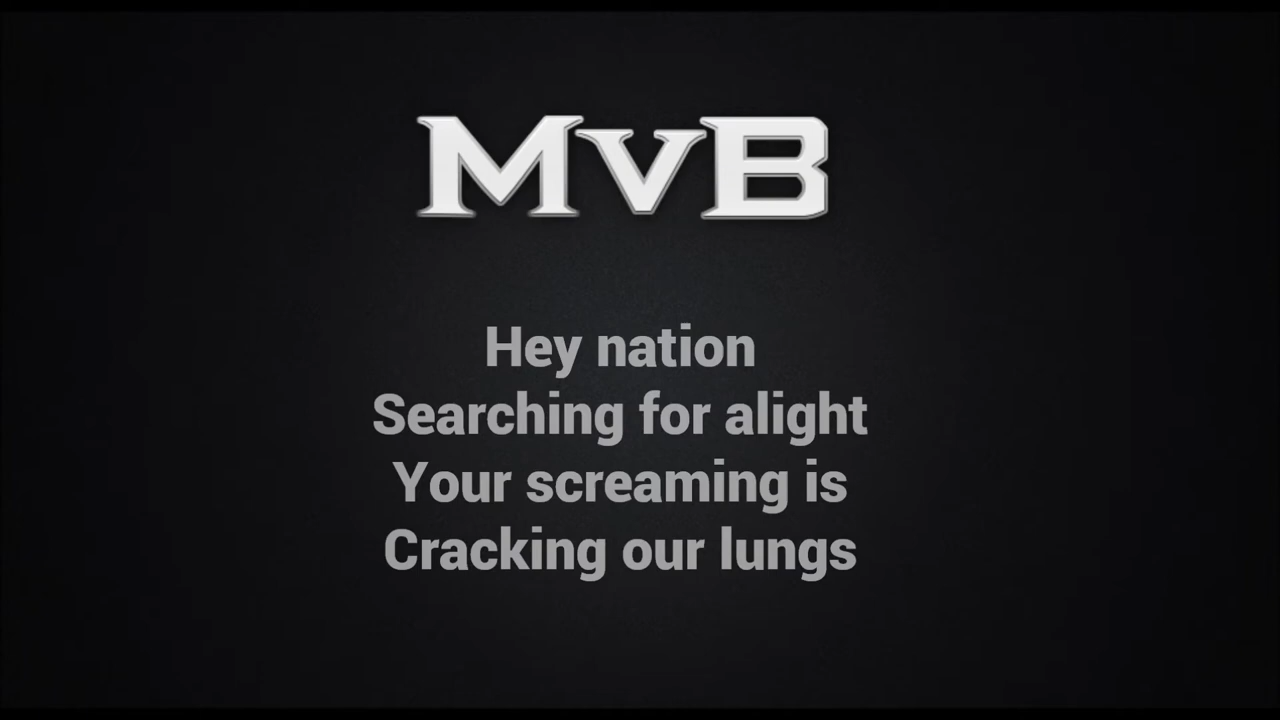 MvB
Hey nation
Searching for alight
Your screaming is
Cracking our lungs